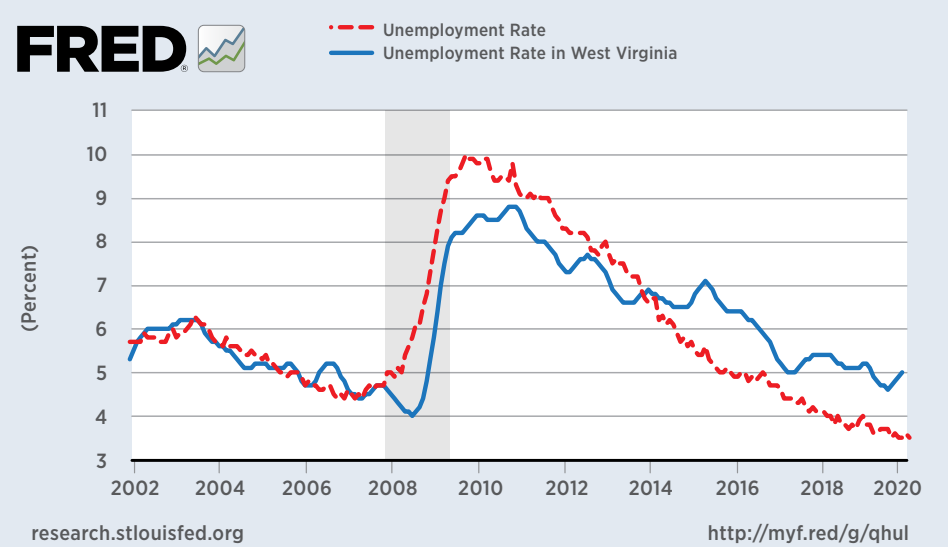 FRED®
Unemployment Rate
Unemployment Rate in West Virginia
11
10
9
8
7
6
5
4
3
(Percent)
2002 2004 2006 2008 2010 2012 2014 2016 2018 2020
research.stlouisfed.org
http://myf.red/g/qhul